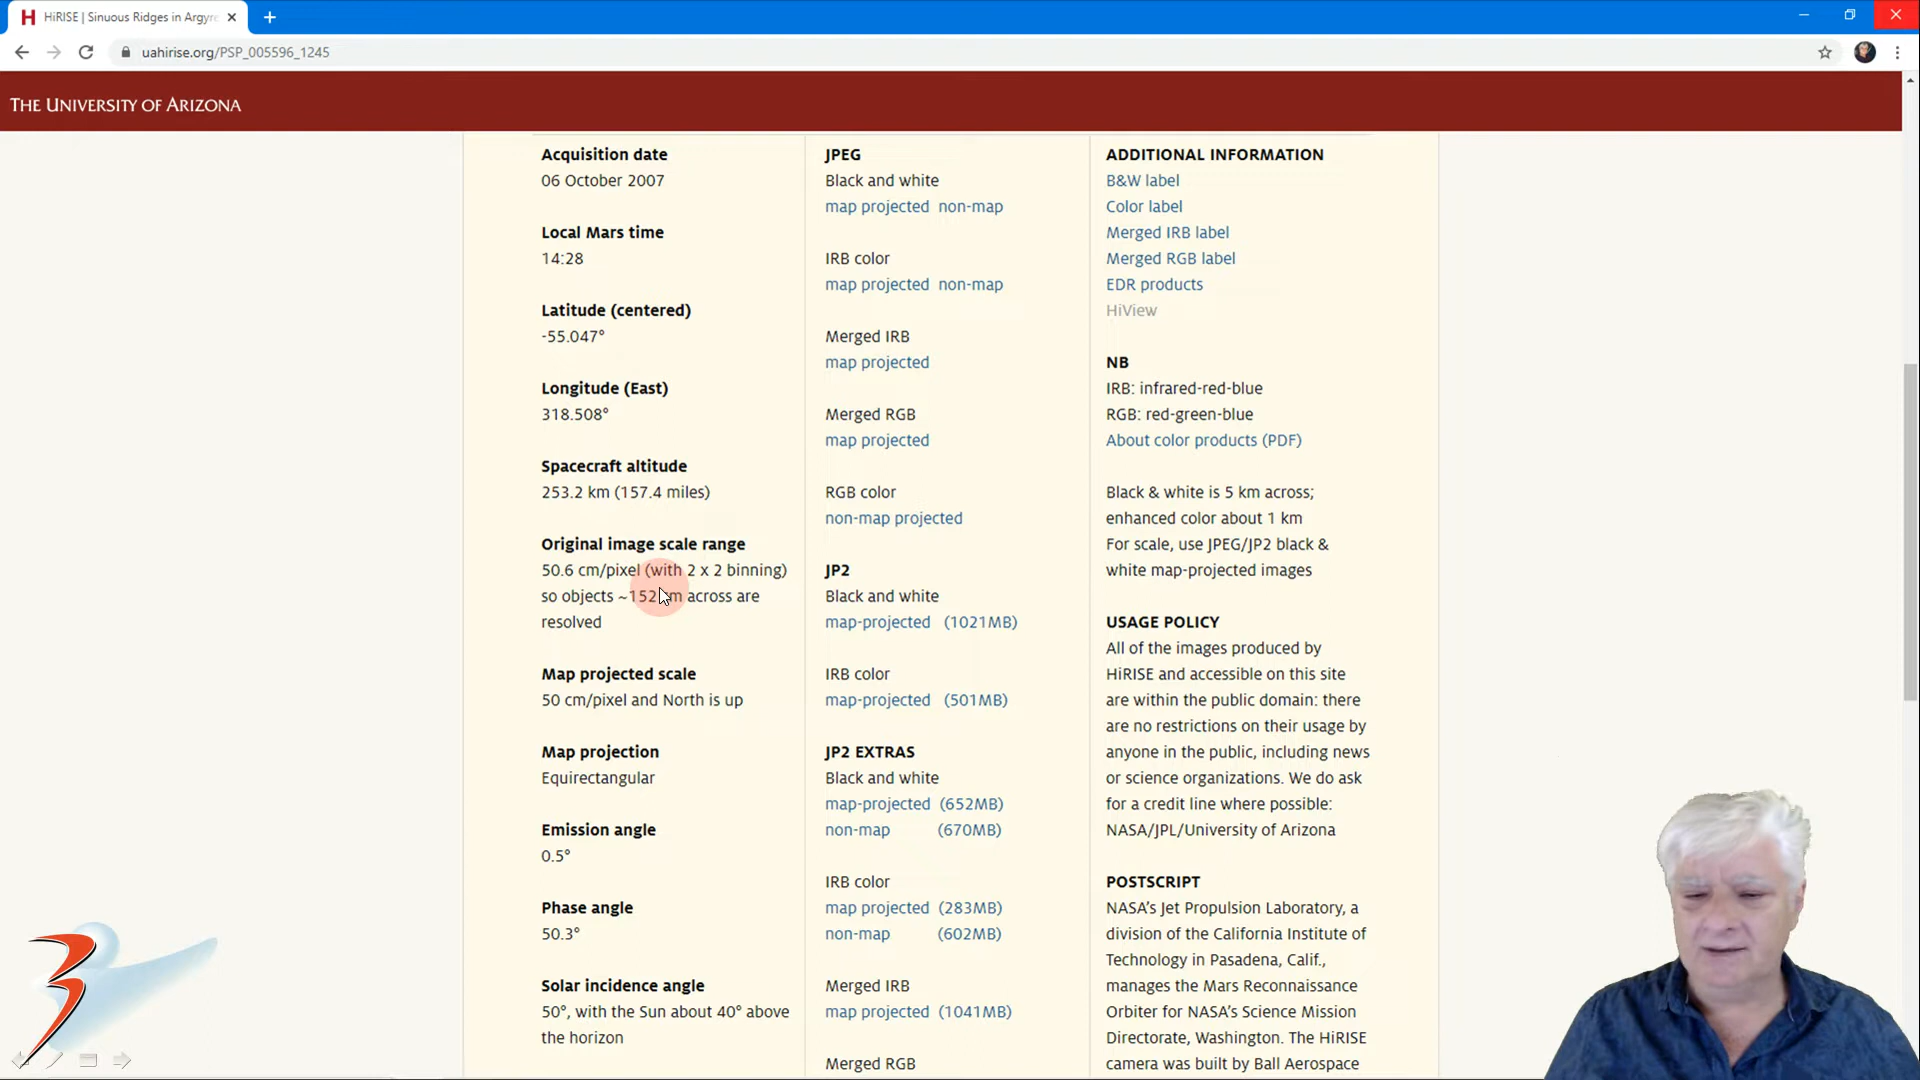 HiRISE | Sinuous Ridges in Argyre
uahirise.org/PSP_005596_1245
THE UNIVERSITY OF ARIZONA
Acquisition date
06 October 2007
Local Mars time
14:28
Latitude (centered)
-55.047°
Longitude (East)
318.508°
Spacecraft altitude
253.2 km (157.4 miles)
Original image scale range
50.6 cm/pixel (with 2 x 2 binning)
so objects ~152 cm across are
resolved
Map projected scale
50 cm/pixel and North is up
Map projection
Equirectangular
Emission angle
0.5°
Phase angle
50.3°
Solar incidence angle
50°, with the Sun about 40° above
the horizon
JPEG
Black and white
map projected non-map
IRB color
map projected non-map
Merged IRB
map projected
Merged RGB
map projected
RGB color
non-map projected
JP2
Black and white
map-projected (1021MB)
IRB color
map-projected (501MB)
JP2 EXTRAS
Black and white
map-projected (652MB)
non-map (670MB)
IRB color
map projected (283MB)
non-map (602MB)
Merged IRB
map projected (1041MB)
Merged RGB
ADDITIONAL INFORMATION
B&W label
Color label
Merged IRB label
Merged RGB label
EDR products
HiView
NB
IRB: infrared-red-blue
RGB: red-green-blue
About color products (PDF)
Black & white is 5 km across;
enhanced color about 1 km
For scale, use JPEG/JP2 black &
white map-projected images
USAGE POLICY
All of the images produced by
HiRISE and accessible on this site
are within the public domain: there
are no restrictions on their usage by
anyone in the public, including news
or science organizations. We do ask
for a credit line where possible:
NASA/JPL/University of Arizona
POSTSCRIPT
NASA's Jet Propulsion Laboratory, a
division of the California Institute of
Technology in Pasadena, Calif.,
manages the Mars Reconnaissance
Orbiter for NASA's Science Mission
Directorate, Washington. The HiRISE
camera was built by Ball Aerospace